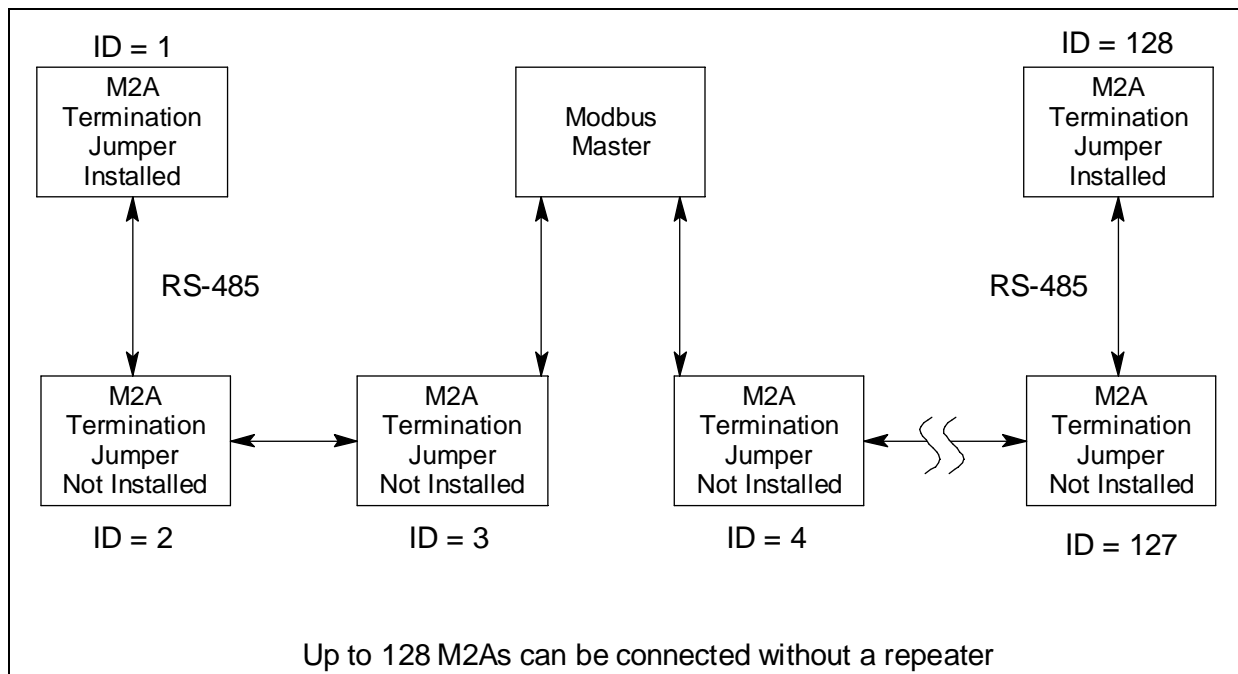 ID = 1
M2A
Termination
Jumper
Installed
Modbus
Master
ID = 128
M2A
Termination
Jumper
Installed
RS-485
RS-485
M2A
Termination
Jumper
Not Installed
ID = 2
M2A
Termination
Jumper
Not Installed
ID = 3
M2A
Termination
Jumper
Not Installed
ID = 4
M2A
Termination
Jumper
Not Installed
ID = 127
Up to 128 M2As can be connected without a repeater